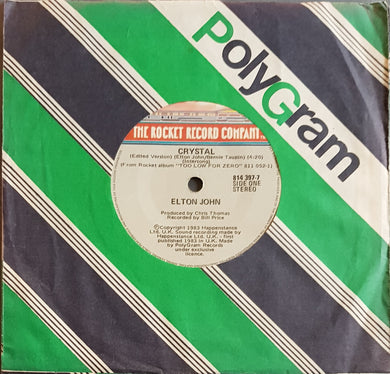 PolyGram
THE ROCKET RECORD COMPANY
CRYSTAL
(Edited Version) (Elton John/Bernie Taupin) (4:20)
(Intersong)
(From Rocket album "TOO LOW FOR ZERO" 811 052-1)
814 397-7
SIDE ONE
STEREO
ELTON JOHN
Produced by Chris Thomas
Recorded by Bill Price
Ⓟ Copyright 1983 Happenstance
Ltd. U.K. Sound recording made by
Happenstance Ltd. U.K. - first
published 1983 in U.K. Made
by PolyGram Records
under exclusive
licence.